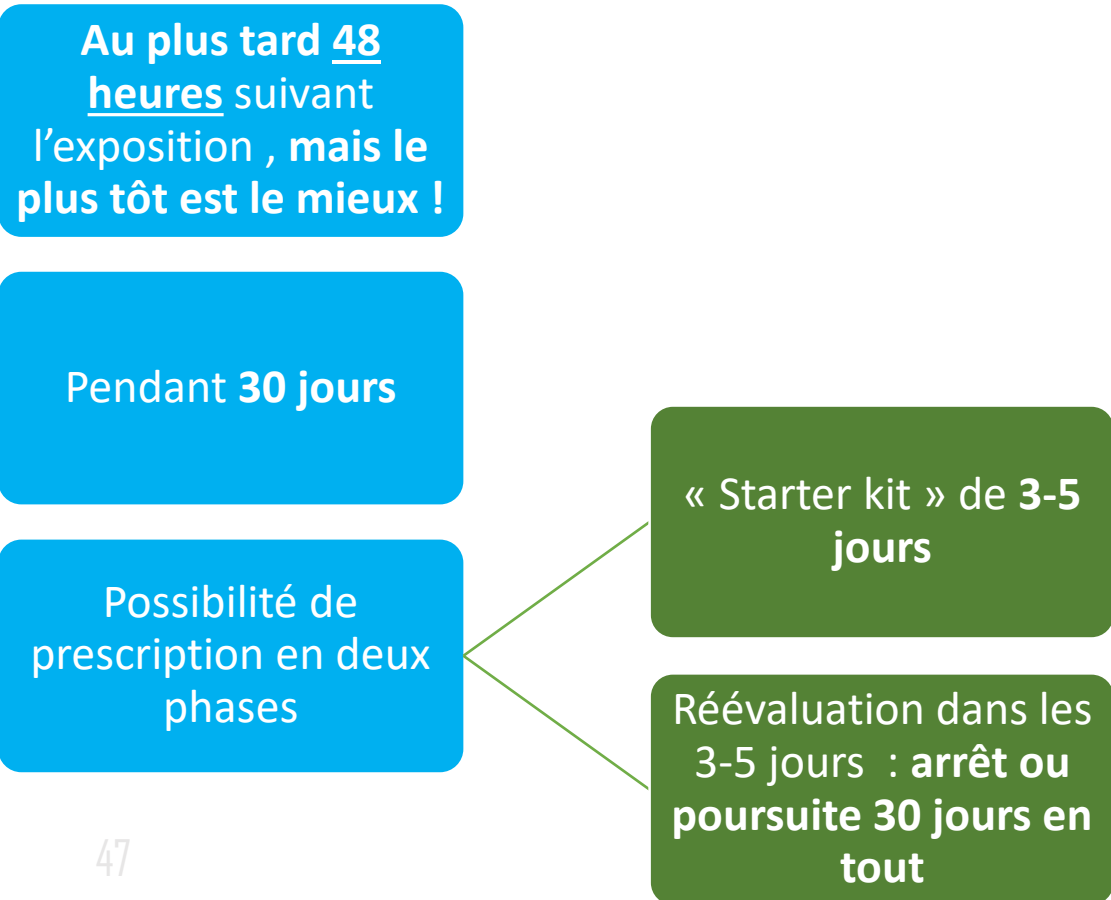 Au plus tard 48
heures suivant
l’exposition , mais le
plus tôt est le mieux !
Pendant 30 jours
Possibilité de
prescription en deux
phases
« Starter kit » de 3-5
jours
Réévaluation dans les
3-5 jours  : arrêt ou
poursuite 30 jours en
tout
47